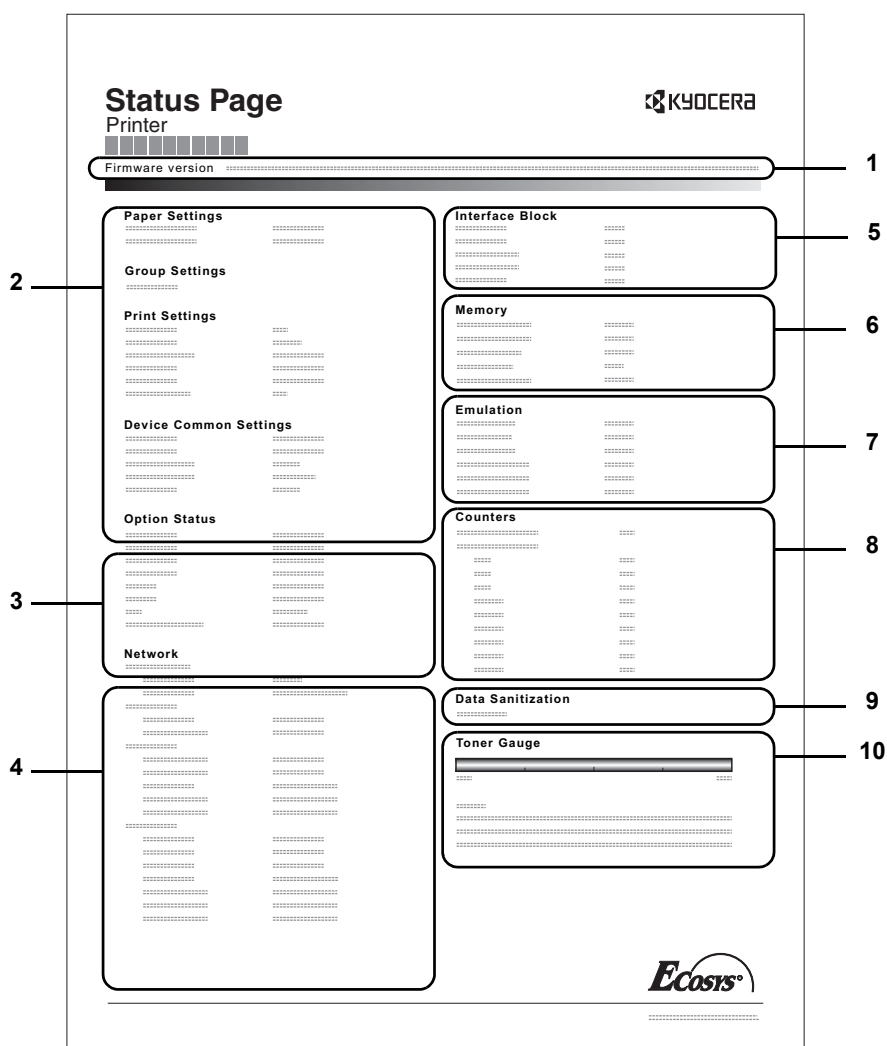 Status Page
KYOCERA
Printer
Firmware version
1
Paper Settings
Group Settings
Print Settings
Device Common Settings
Option Status
Network
2
3
4
Interface Block
5
Memory
6
Emulation
7
Counters
8
Data Sanitization
9
Toner Gauge
10
ECOSYS